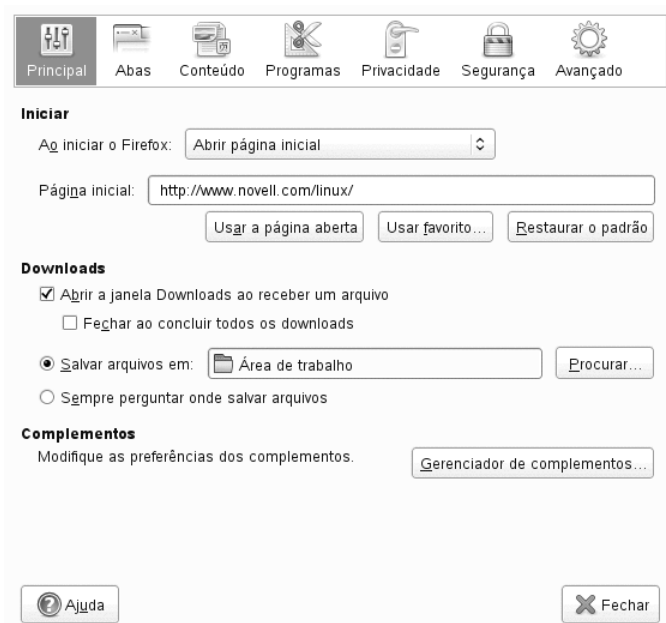 Principal Abas Conteúdo Programas Privacidade Segurança Avançado
Iniciar
Ao iniciar o Firefox: Abrir página inicial
Página inicial: http://www.novell.com/linux/
Usar a página aberta Usar favorito... Restaurar o padrão
Downloads
Abrir a janela Downloads ao receber um arquivo
Fechar ao concluir todos os downloads
Salvar arquivos em: Área de trabalho Procurar...
Sempre perguntar onde salvar arquivos
Complementos
Modifique as preferências dos complementos. Gerenciador de complementos...
Ajuda Fechar